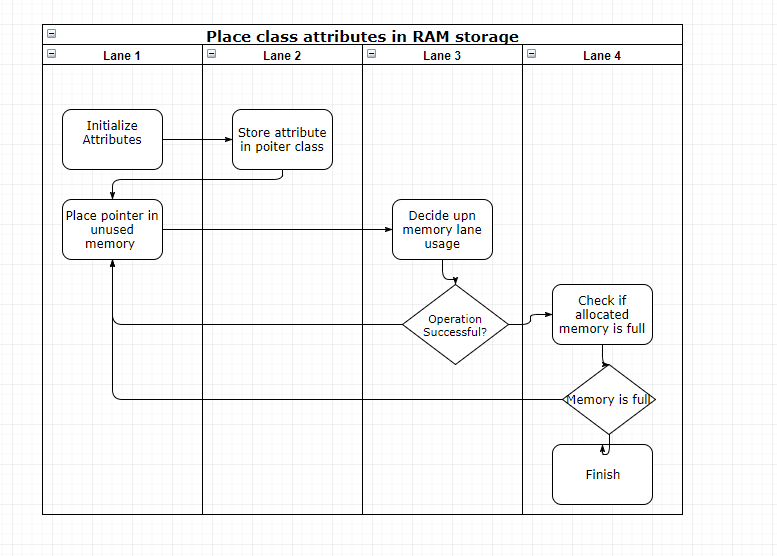 Place class attributes in RAM storage
Lane 1
Lane 2
Lane 3
Lane 4
Initialize
Attributes
Store attribute
in poiter class
Place pointer in
unused
memory
Decide upn
memory lane
usage
Operation
Successful?
Check if
allocated
memory is full
Memory is full
Finish